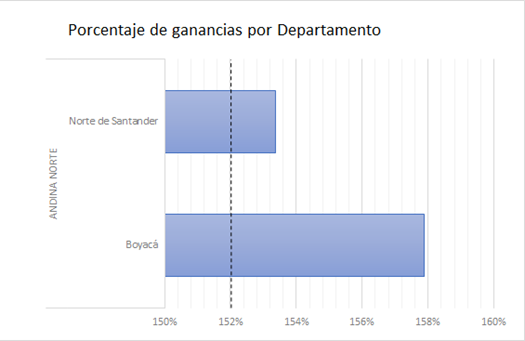 Porcentaje de ganancias por Departamento
ANDINA NORTE
Norte de Santander
Boyacá
150% 152% 154% 156% 158% 160%